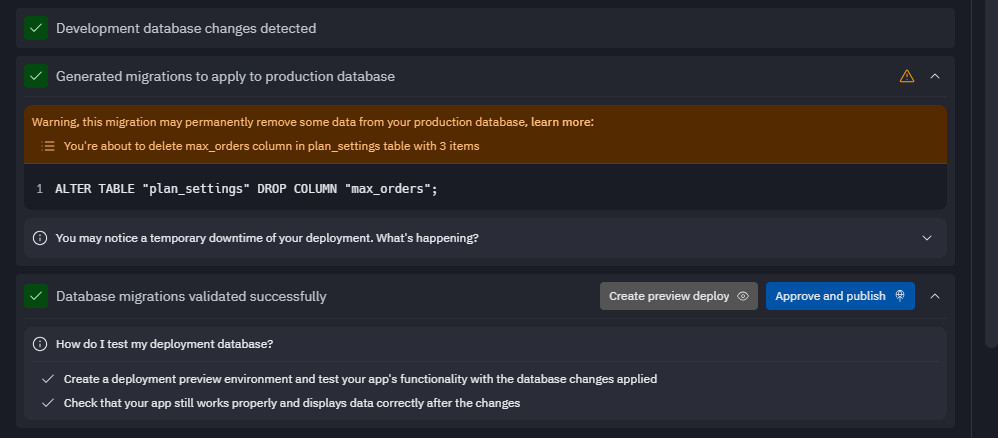 Development database changes detected
Generated migrations to apply to production database
Warning, this migration may permanently remove some data from your production database, learn more:
You're about to delete max_orders column in plan_settings table with 3 items
1 ALTER TABLE "plan_settings" DROP COLUMN "max_orders";
You may notice a temporary downtime of your deployment. What's happening?
Database migrations validated successfully Create preview deploy Approve and publish
How do I test my deployment database?
Create a deployment preview environment and test your app's functionality with the database changes applied
Check that your app still works properly and displays data correctly after the changes